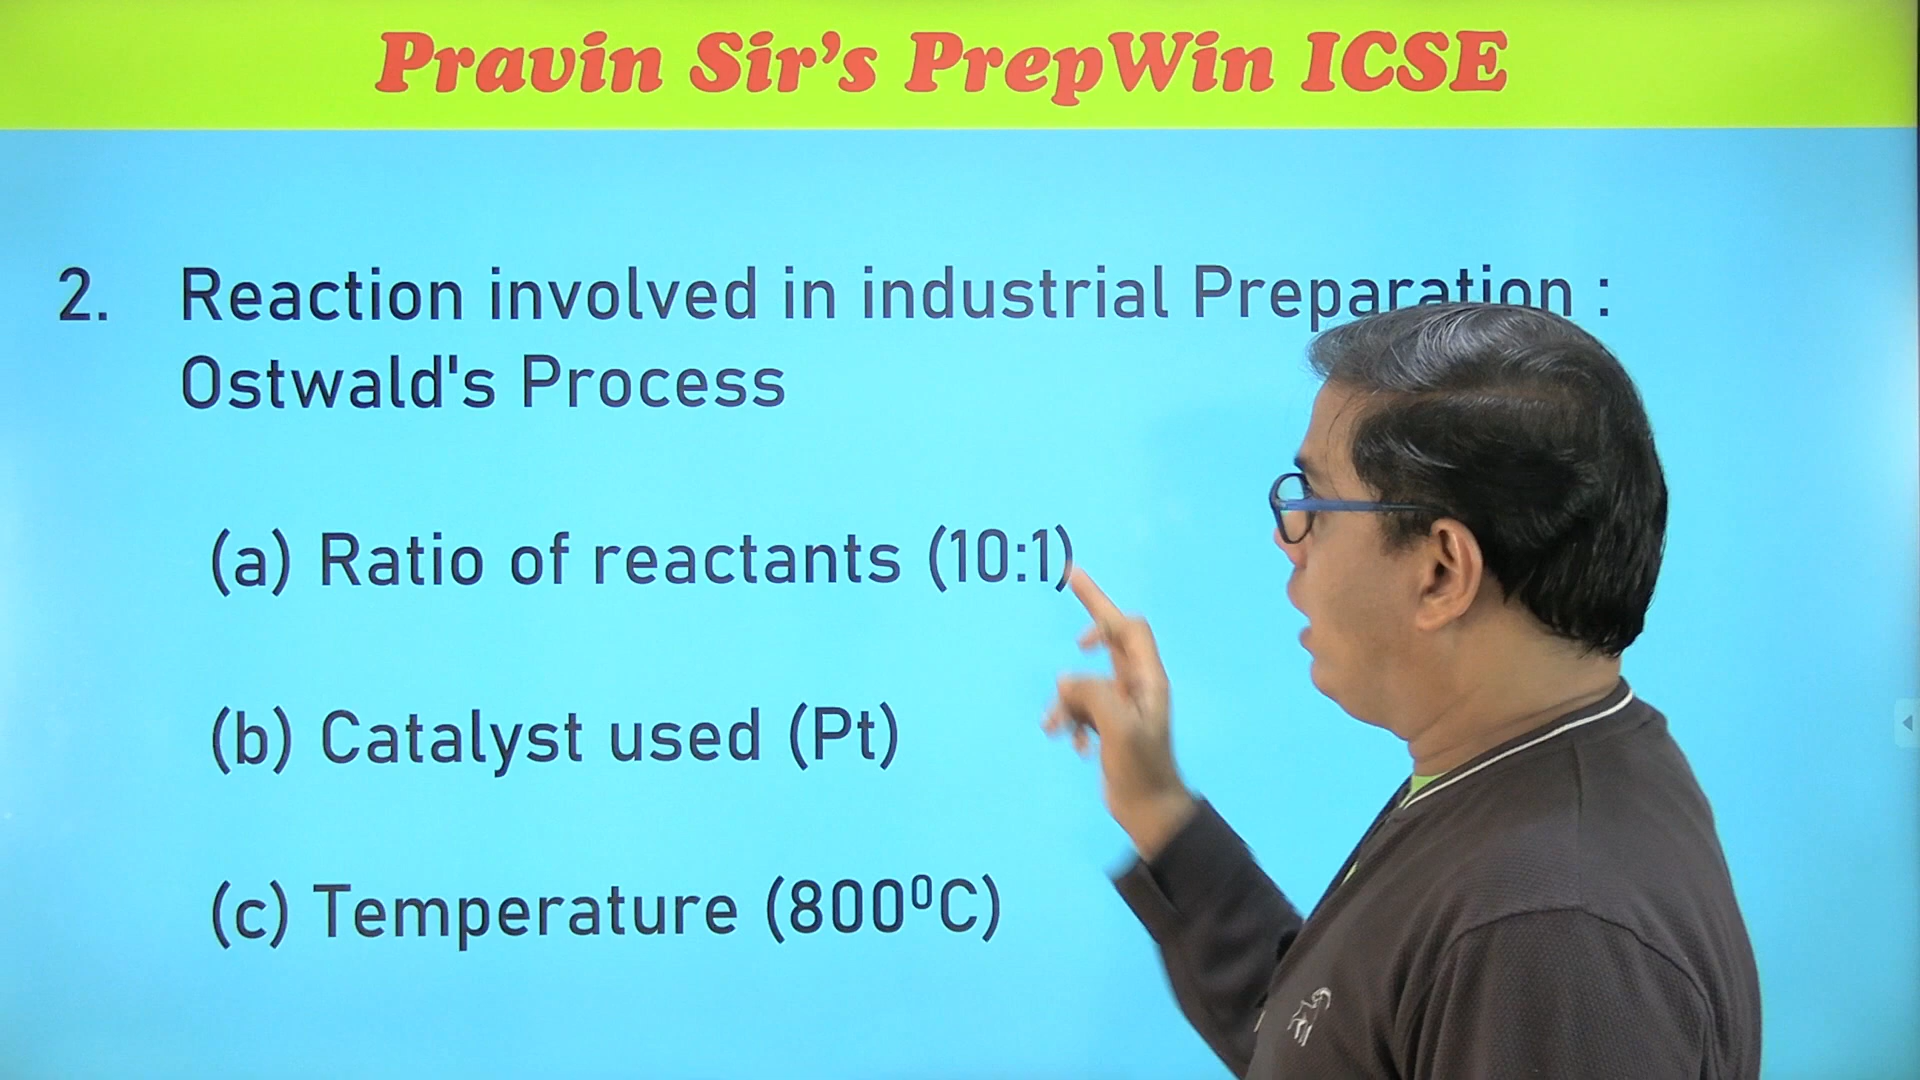 Pravin Sir's PrepWin ICSE
2. Reaction involved in industrial Preparation :
Ostwald's Process
(a) Ratio of reactants (10:1)
(b) Catalyst used (Pt)
(c) Temperature (800⁰C)